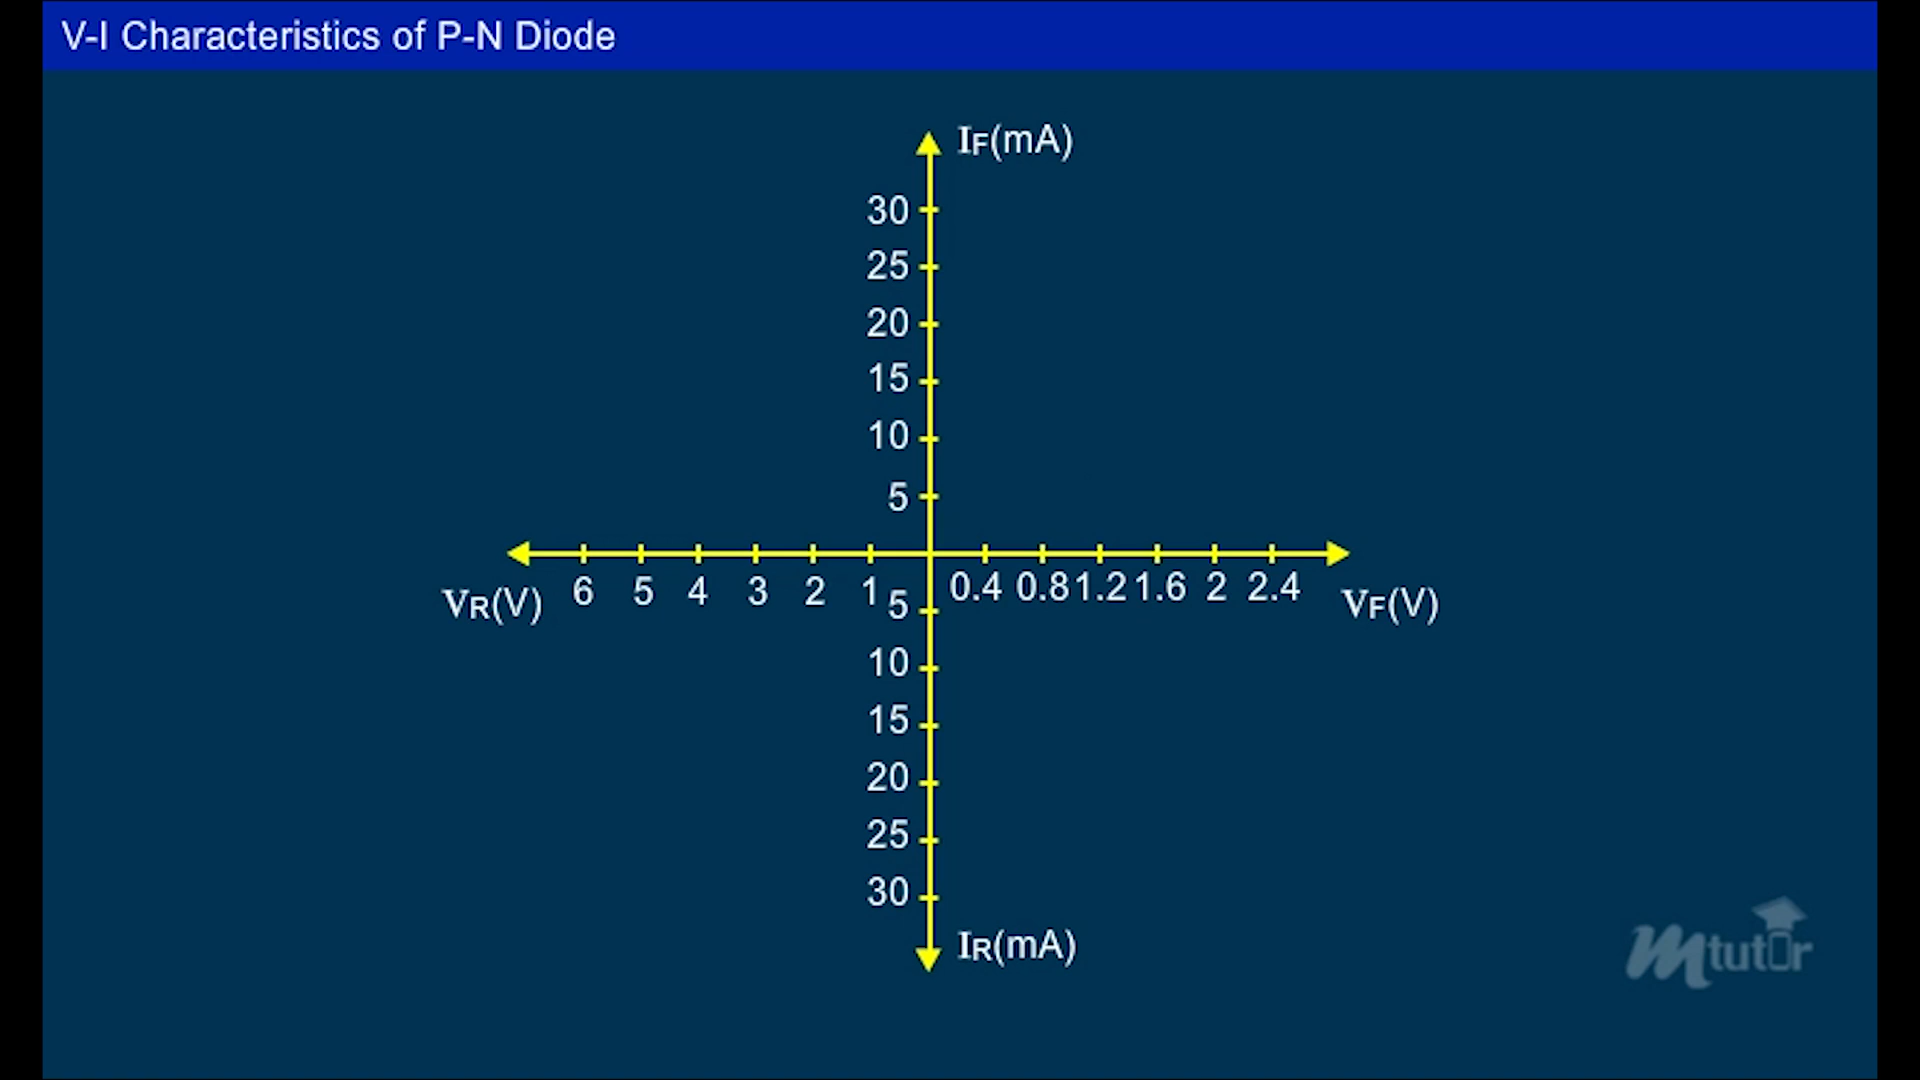 V-I Characteristics of P-N Diode
IF(mA)
30
25
20
15
10
5
VR(V) 6 5 4 3 2 1 0.4 0.8 1.2 1.6 2 2.4 VF(V)
5
10
15
20
25
30
IR(mA)
mtutor